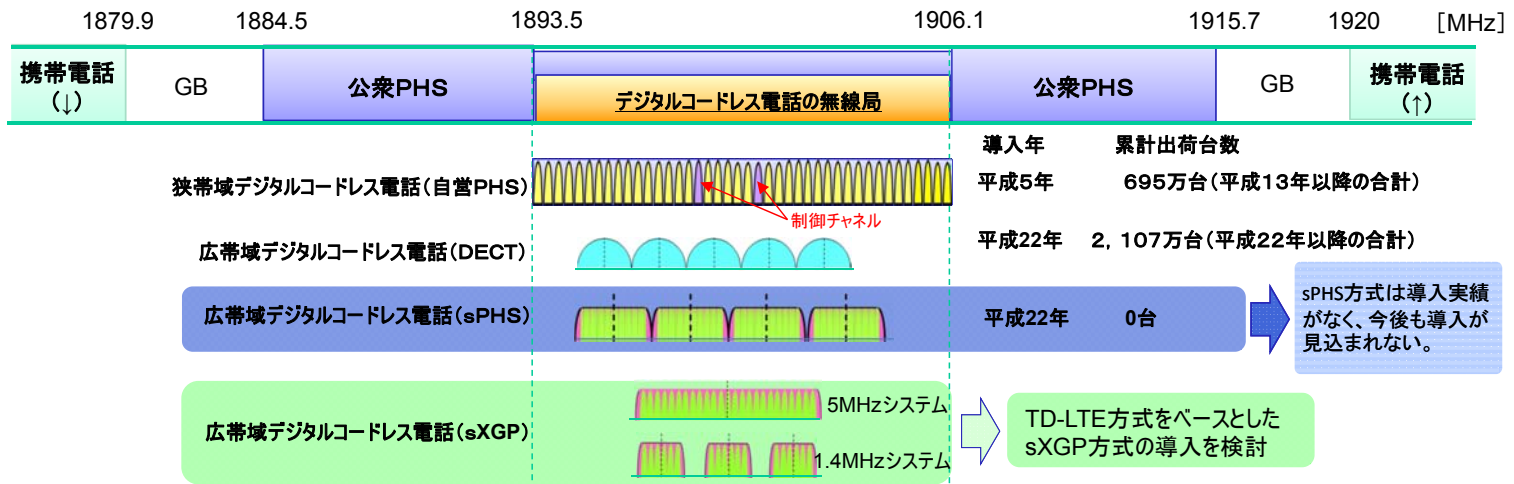 1879.9 1884.5 1893.5 1906.1 1915.7 1920 [MHz]
携帯電話
(↓)
GB
公衆PHS
デジタルコードレス電話の無線局
公衆PHS
GB
携帯電話
(↑)
導入年 累計出荷台数
狭帯域デジタルコードレス電話(自営PHS)
平成5年 695万台(平成13年以降の合計)
制御チャネル
広帯域デジタルコードレス電話(DECT)
平成22年 2,107万台(平成22年以降の合計)
広帯域デジタルコードレス電話(sPHS)
平成22年 0台
sPHS方式は導入実績
がなく、今後も導入が
見込まれない。
広帯域デジタルコードレス電話(sXGP)
5MHzシステム
1.4MHzシステム
TD-LTE方式をベースとした
sXGP方式の導入を検討